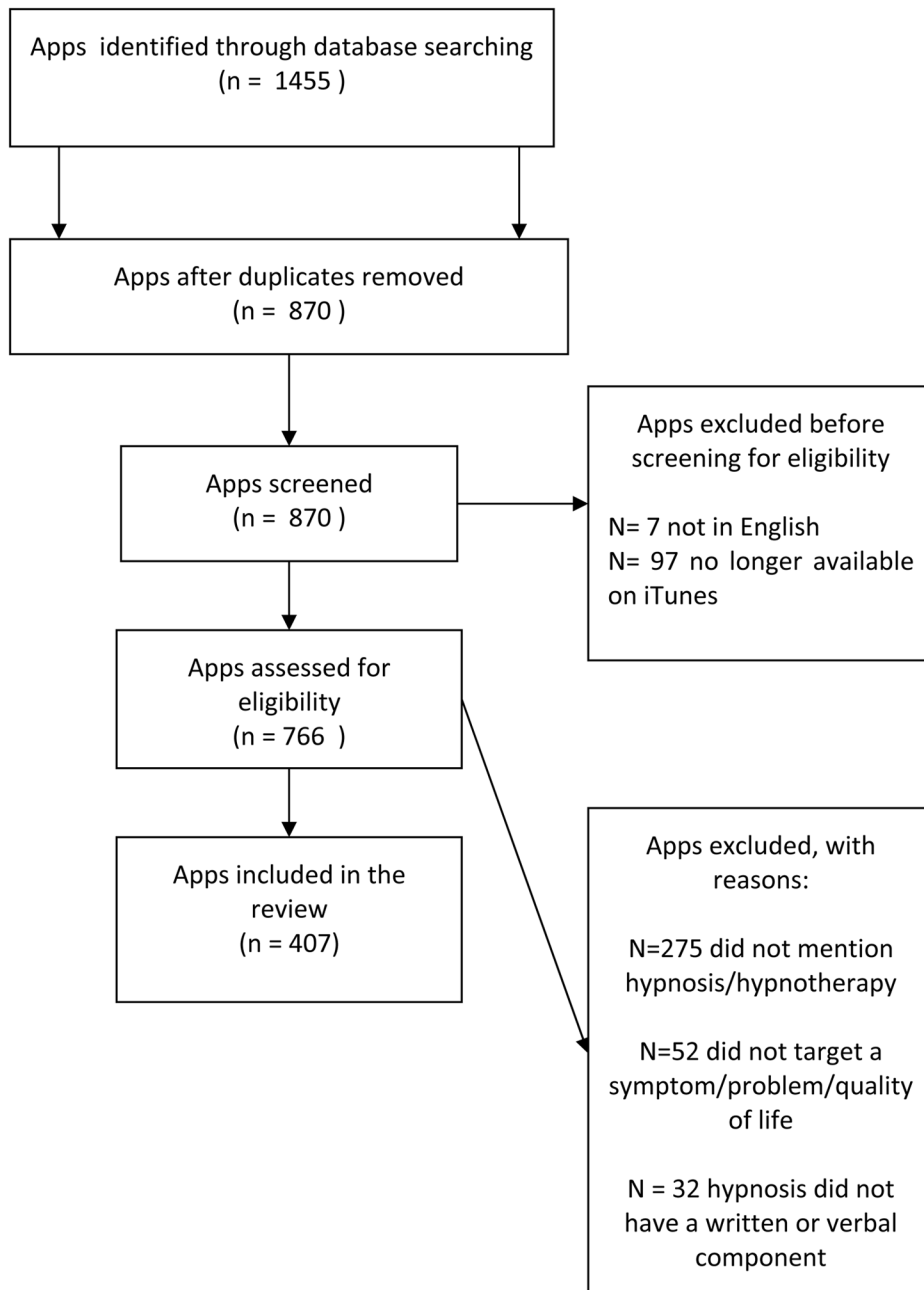 Apps identified through database searching
(n = 1455 )
Apps after duplicates removed
(n = 870 )
Apps screened
(n = 870 )
Apps excluded before
screening for eligibility
N= 7 not in English
N= 97 no longer available
on iTunes
Apps assessed for
eligibility
(n = 766 )
Apps included in the
review
(n = 407)
Apps excluded, with
reasons:
N=275 did not mention
hypnosis/hypnotherapy
N=52 did not target a
symptom/problem/quality
of life
N = 32 hypnosis did not
have a written or verbal
component